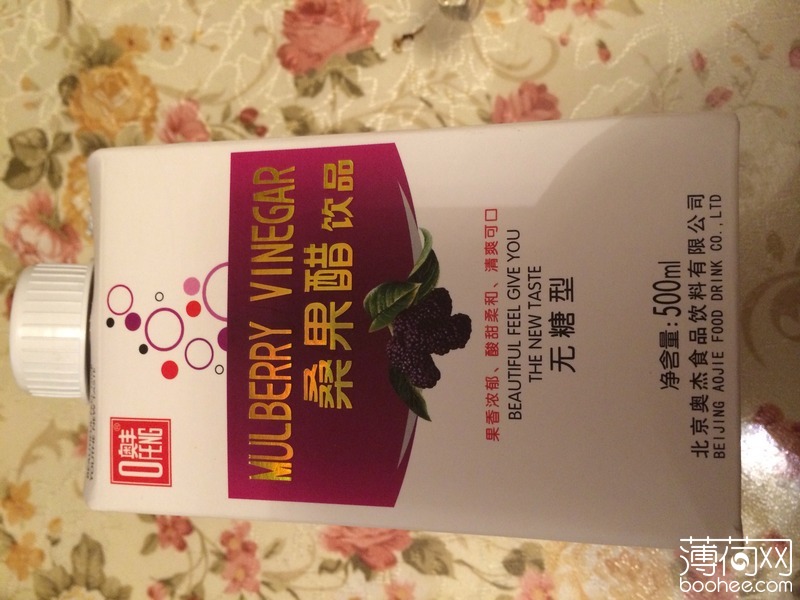 奥丰
OFENG
MULBERRY VINEGAR
桑果醋饮品
果香浓郁、酸甜柔和、清爽可口
BEAUTIFUL FEEL GIVE YOU
THE NEW TASTE
无糖型
净含量:500ml
北京奥杰食品饮料有限公司
BEIJING AOJIE FOOD DRINK CO.,LTD
薄荷网
boohee.com